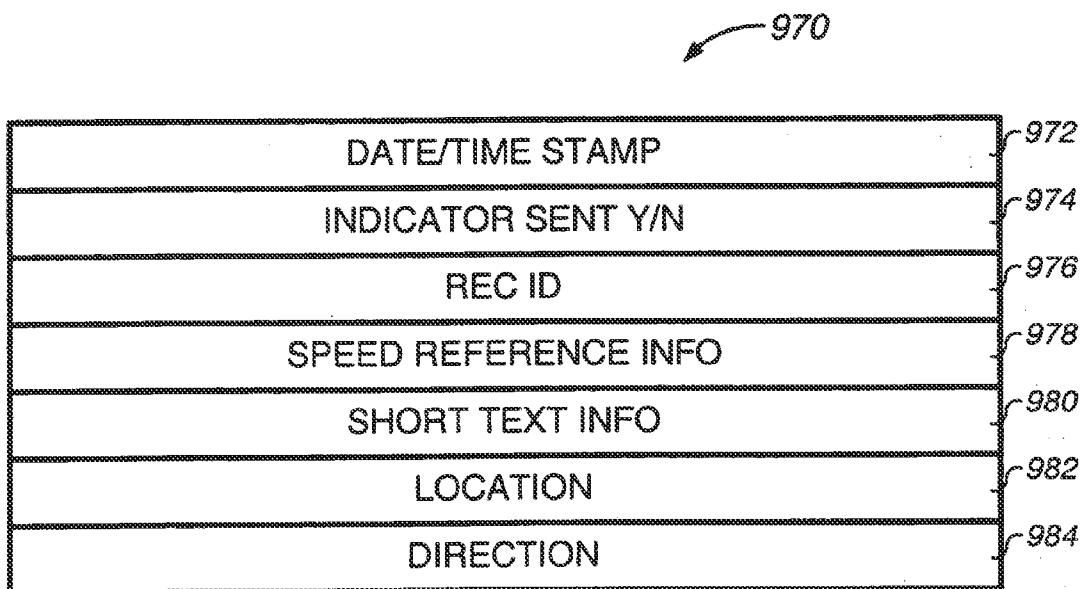 970
DATE/TIME STAMP 972
INDICATOR SENT Y/N 974
REC ID 976
SPEED REFERENCE INFO 978
SHORT TEXT INFO 980
LOCATION 982
DIRECTION 984